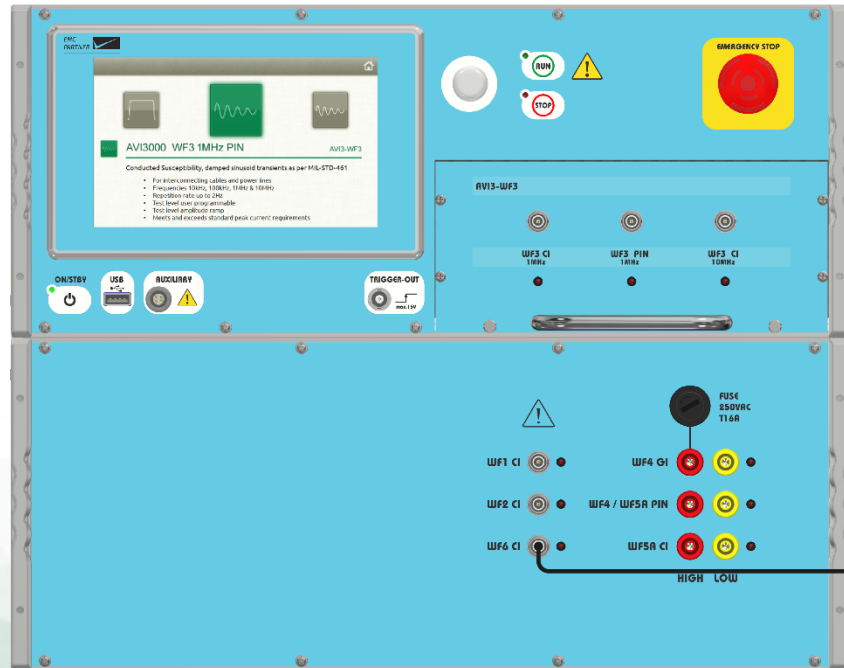 EMC
PARTNER
EMERGENCY STOP
RUN
STOP
AVI3000 WF3 1MHz PIN
AVI3-WF3
Conducted Susceptibility, damped sinusoid transients as per MIL-STD-461
• For interconnecting cables and power lines
• Frequencies 10kHz, 100kHz, 1MHz & 10MHz
• Repetition rate up to 2Hz
• Test level user programmable
• Test level amplitude ramp
• Meets and exceeds standard peak current requirements
AVI3-WF3
WF3 CI
1MHz
WF3 PIN
1MHz
WF3 CI
10MHz
ON/STBY
USB
AUXILIARY
TRIGGER-OUT
max.15V
FUSE
250VAC
T16A
WF1 CI
WF4 GI
WF2 CI
WF4 / WF5A PIN
WF6 CI
WF5A CI
HIGH LOW